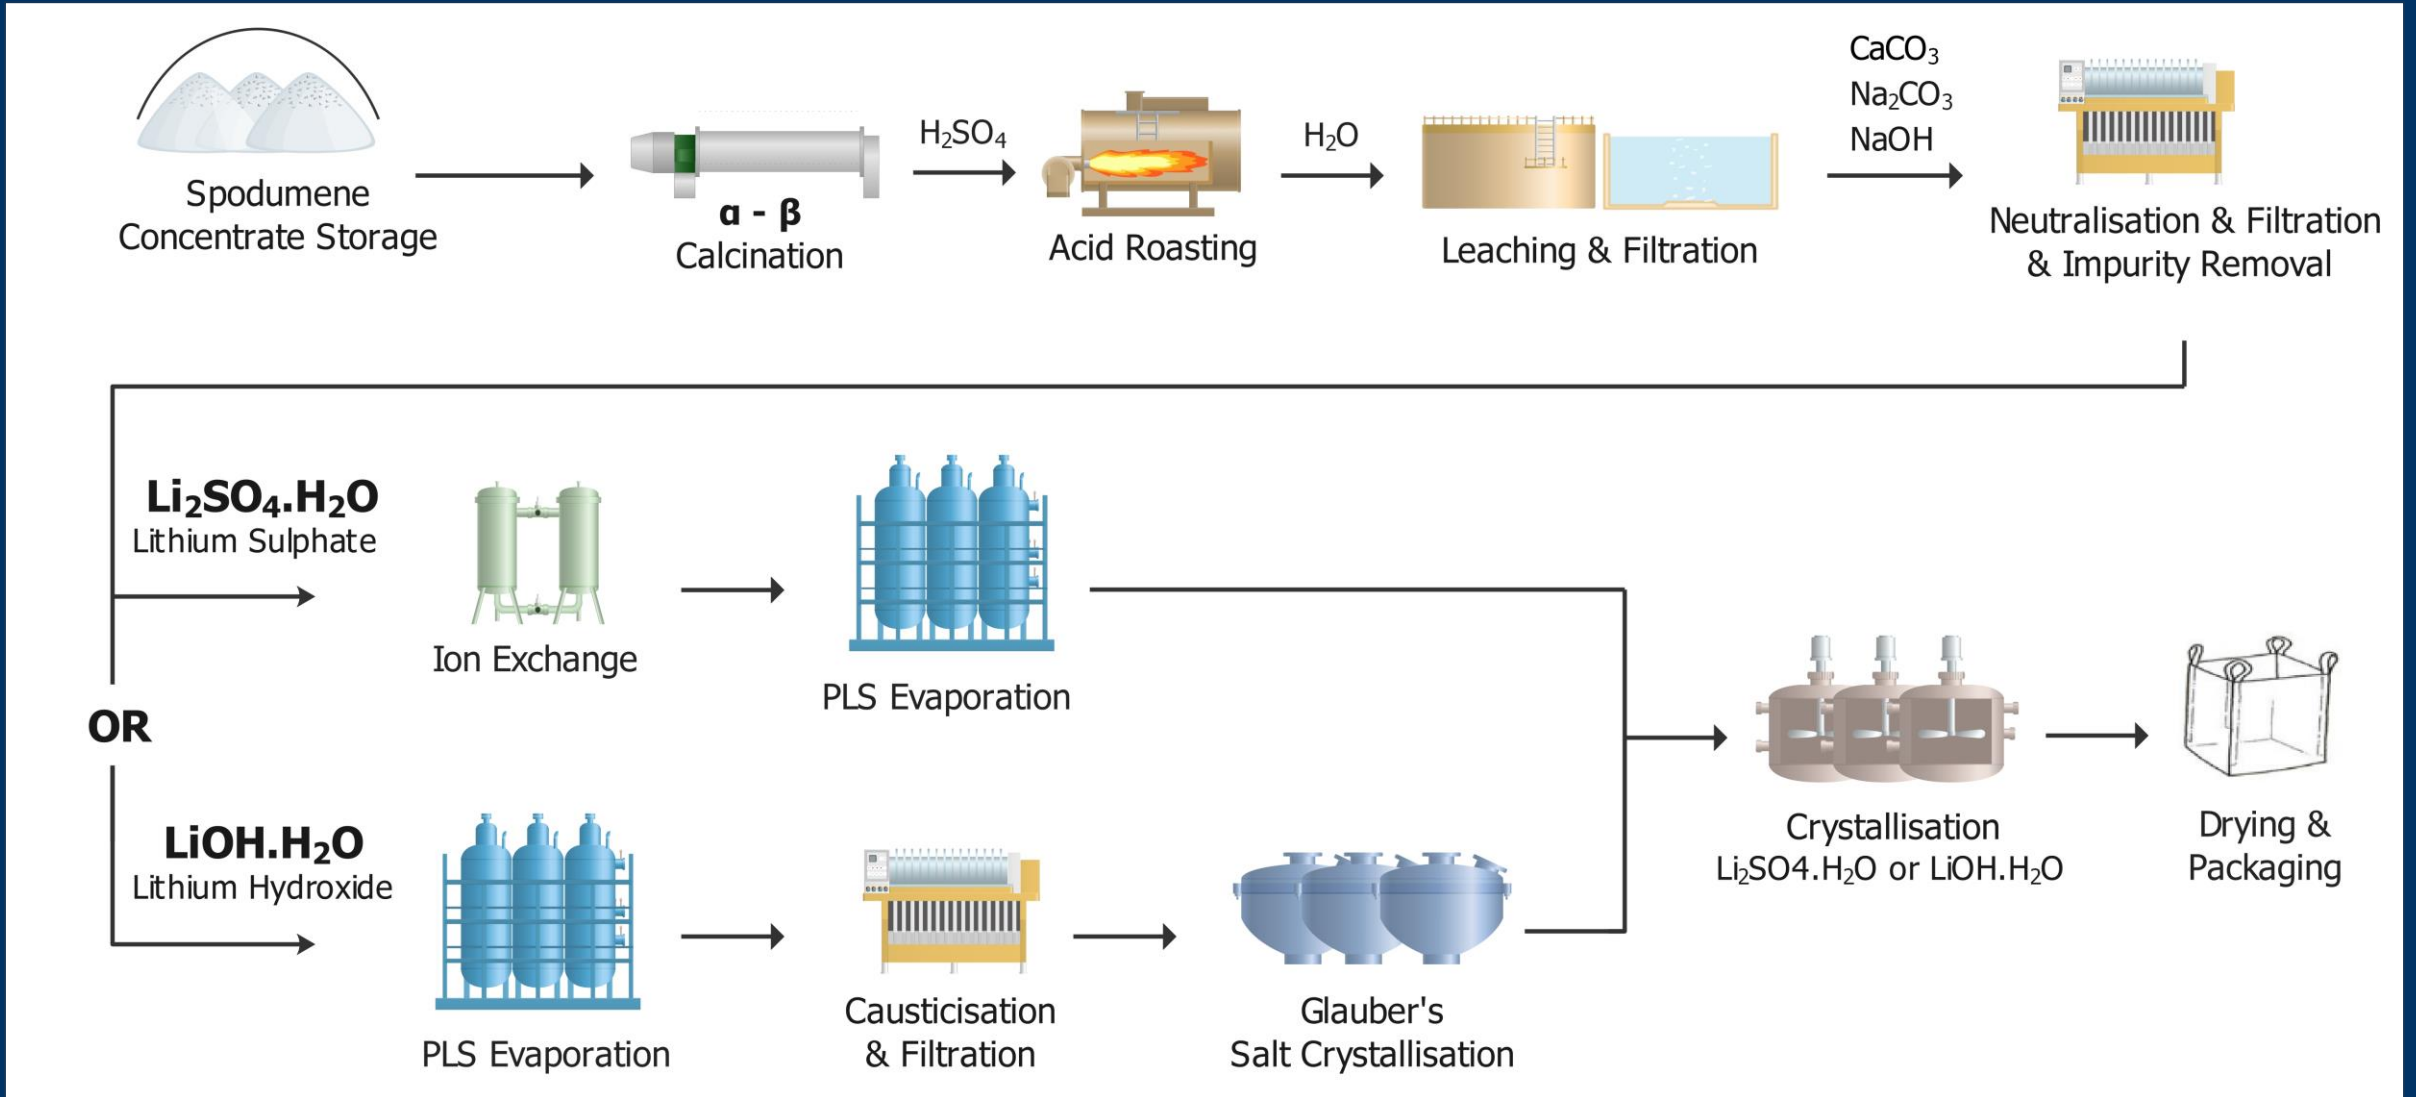 Spodumene
Concentrate Storage
α - β
Calcination
H₂SO₄
Acid Roasting
H₂O
Leaching & Filtration
CaCO₃
Na₂CO₃
NaOH
Neutralisation & Filtration
& Impurity Removal
Li₂SO₄.H₂O
Lithium Sulphate
Ion Exchange
PLS Evaporation
OR
LiOH.H₂O
Lithium Hydroxide
PLS Evaporation
Causticisation
& Filtration
Glauber's
Salt Crystallisation
Crystallisation
Li₂SO4.H₂O or LiOH.H₂O
Drying &
Packaging